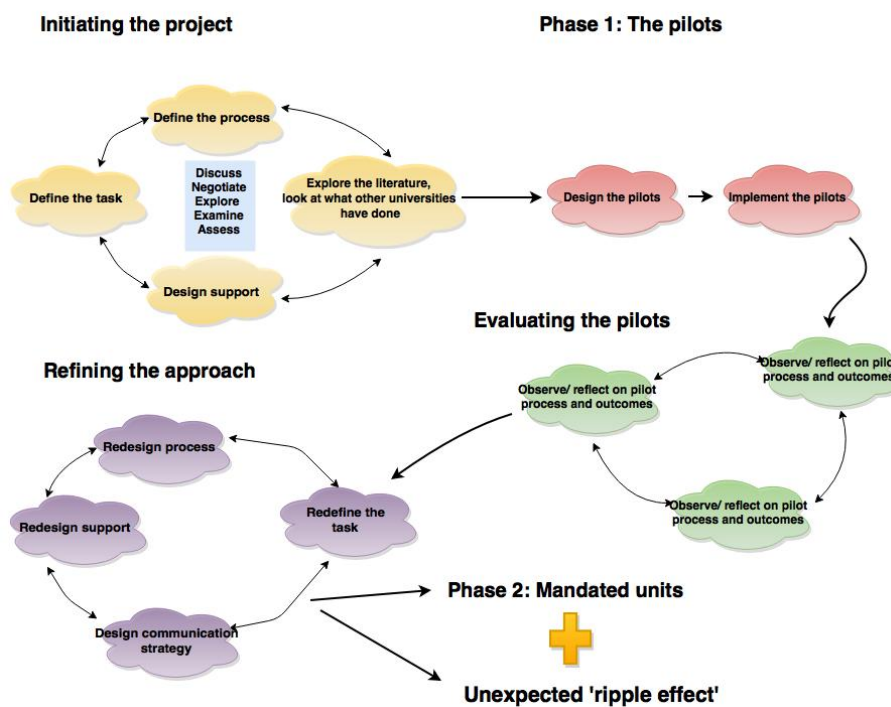 Initiating the project
Phase 1: The pilots
Define the process
Discuss
Negotiate
Explore
Examine
Assess
Define the task
Explore the literature,
look at what other universities
have done
Design support
Design the pilots
Implement the pilots
Evaluating the pilots
Observe/ reflect on pilot
process and outcomes
Observe/ reflect on pilot
process and outcomes
Observe/ reflect on pilot
process and outcomes
Refining the approach
Redesign process
Redesign support
Redefine the
task
Design communication
strategy
Phase 2: Mandated units
Unexpected 'ripple effect'